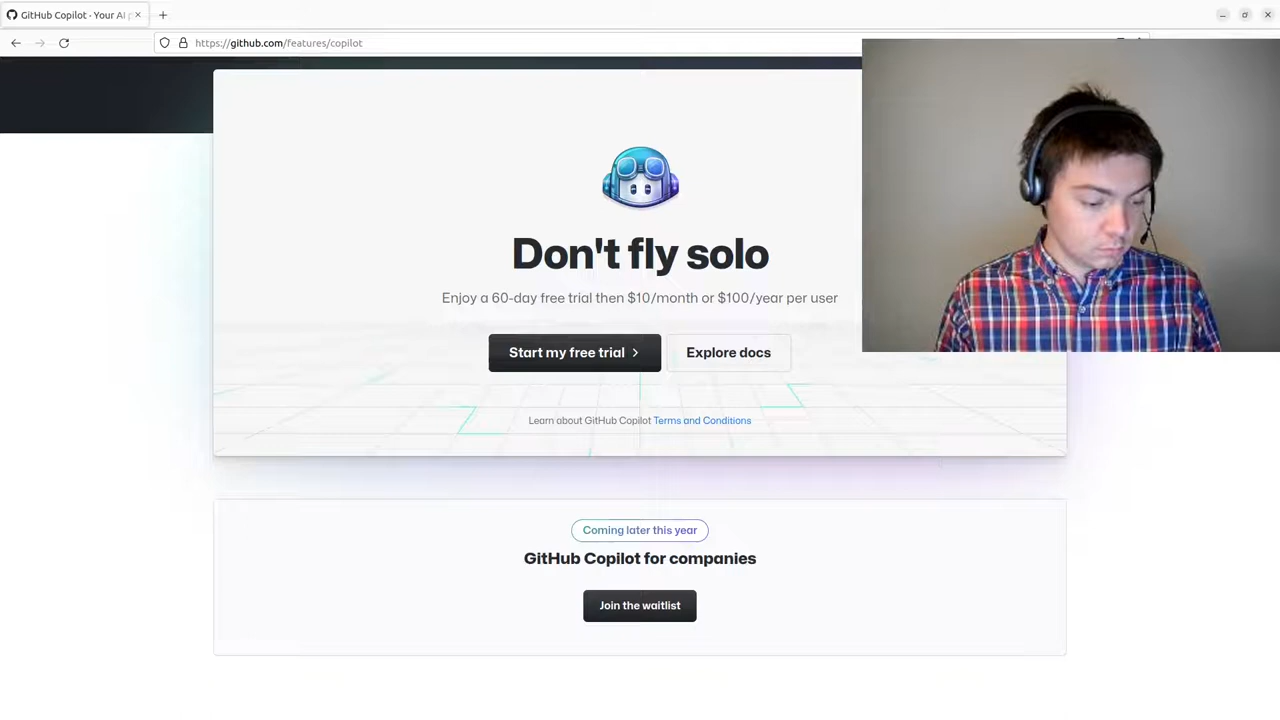 GitHub Copilot · Your AI p
https://github.com/features/copilot
Don't fly solo
Enjoy a 60-day free trial then $10/month or $100/year per user
Start my free trial
Explore docs
Learn about GitHub Copilot Terms and Conditions
Coming later this year
GitHub Copilot for companies
Join the waitlist